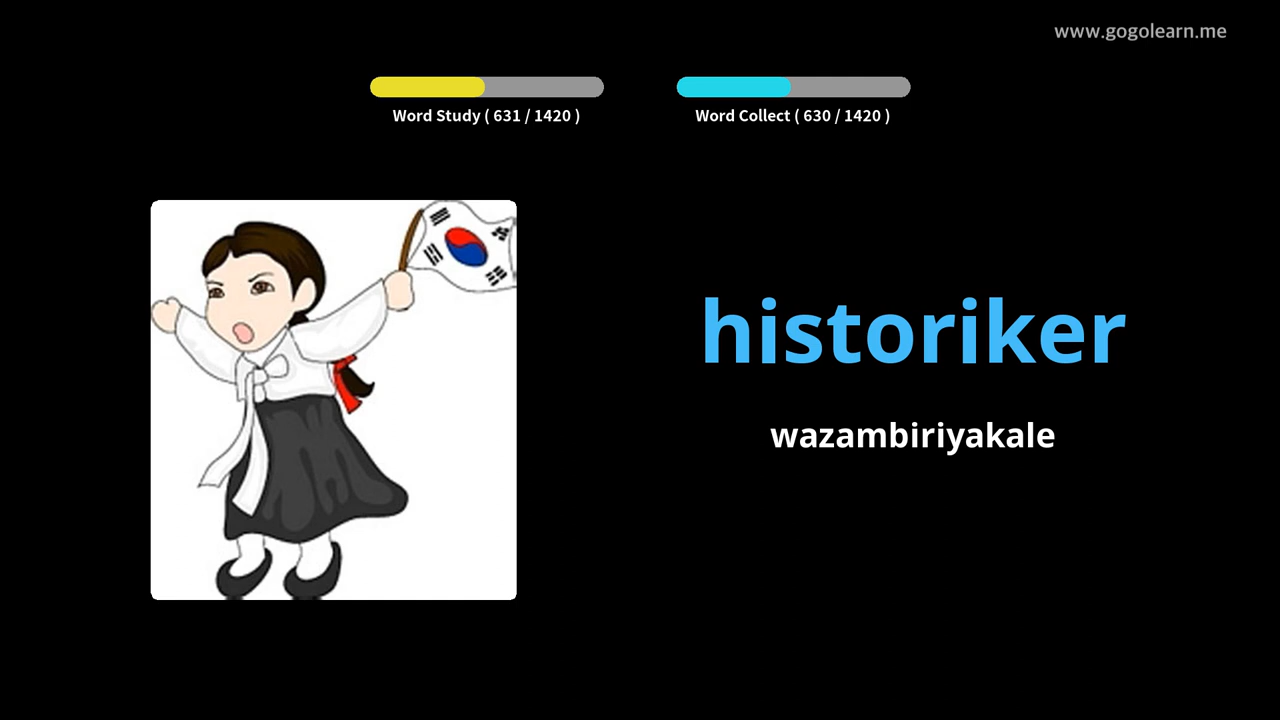 www.gogolearn.me
Word Study ( 631 / 1420 )
Word Collect ( 630 / 1420 )
historiker
wazambiriyakale